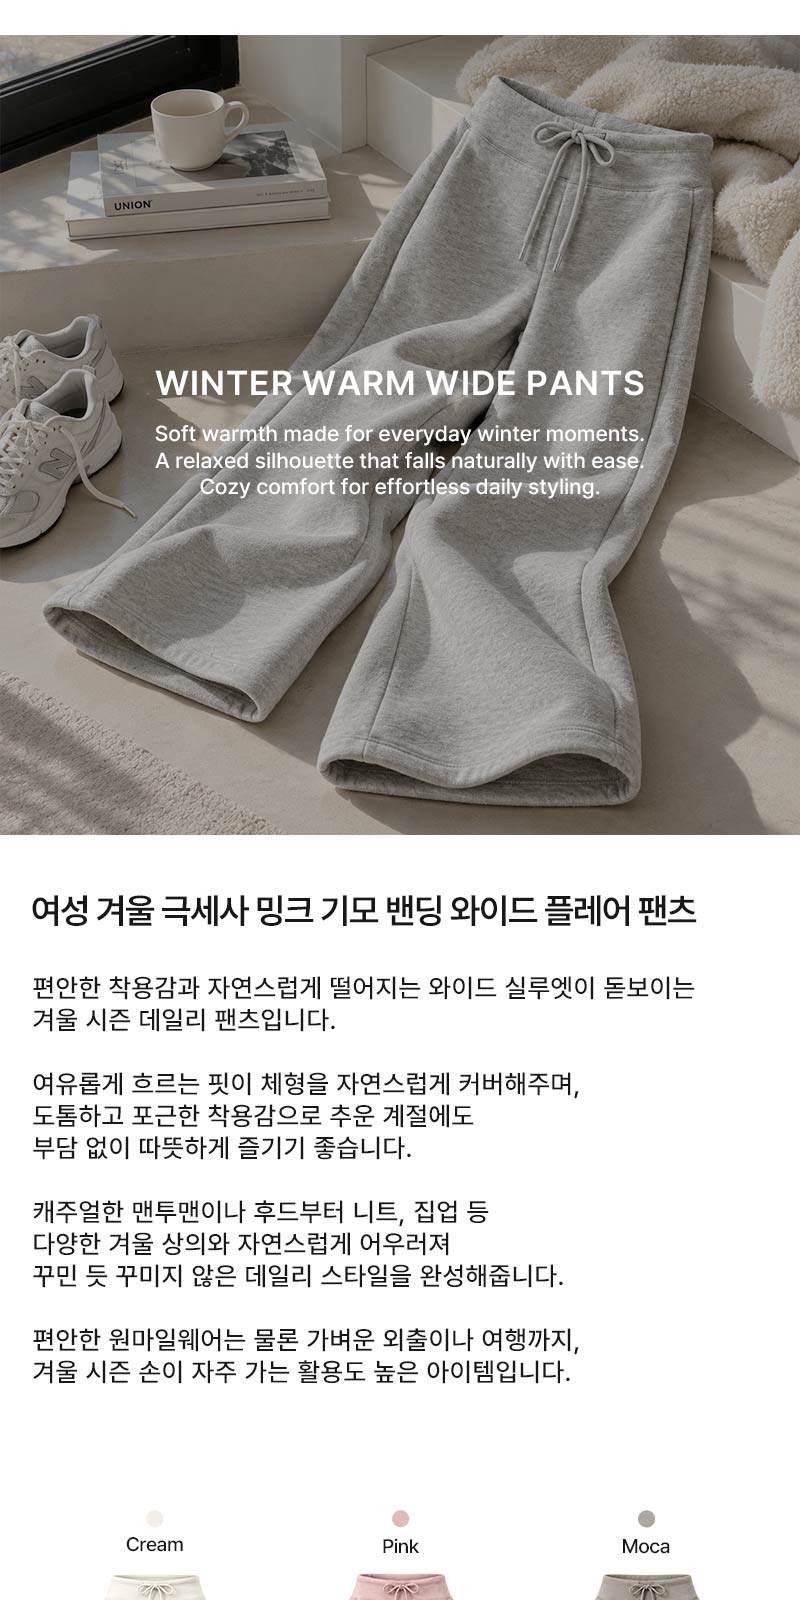 UNION
WINTER WARM WIDE PANTS
Soft warmth made for everyday winter moments.
A relaxed silhouette that falls naturally with ease.
Cozy comfort for effortless daily styling.
여성 겨울 극세사 밍크 기모 밴딩 와이드 플레어 팬츠
편안한 착용감과 자연스럽게 떨어지는 와이드 실루엣이 돋보이는
겨울 시즌 데일리 팬츠입니다.
여유롭게 흐르는 핏이 체형을 자연스럽게 커버해주며,
도톰하고 포근한 착용감으로 추운 계절에도
부담 없이 따뜻하게 즐기기 좋습니다.
캐주얼한 맨투맨이나 후드부터 니트, 집업 등
다양한 겨울 상의와 자연스럽게 어우러져
꾸민 듯 꾸미지 않은 데일리 스타일을 완성해줍니다.
편안한 원마일웨어는 물론 가벼운 외출이나 여행까지,
겨울 시즌 손이 자주 가는 활용도 높은 아이템입니다.
Cream
Pink
Moca